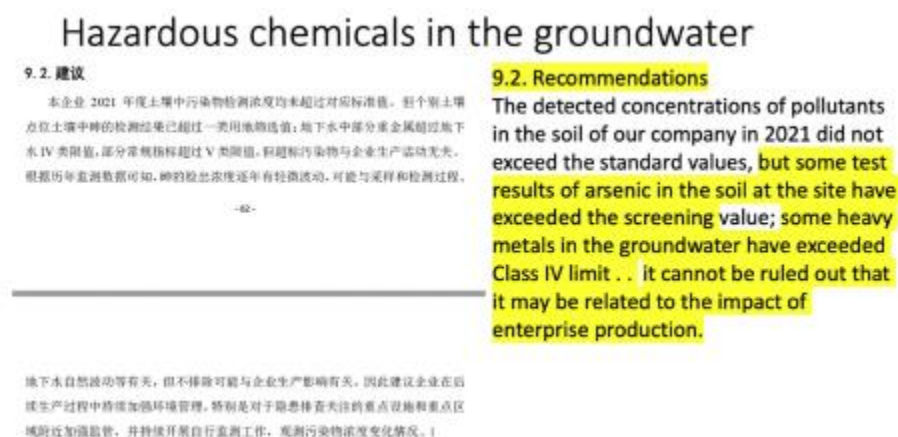 Hazardous chemicals in the groundwater
9.2. 建议
本企业 2021 年度土壤中污染物检测浓度均未超过对应标准值。但个别土壤
点位土壤中砷的检测结果已超过一类用地筛选值；地下水中部分重金属超过地下
水 IV 类限值，部分常规指标超过 V 类限值，但超标污染物与企业生产活动无关。
根据历年监测数据可知，砷的检出浓度逐年有轻微波动，可能与采样和检测过程、
-62-
地下水自然波动等有关，但不排除可能与企业生产影响有关。因此建议企业在后
续生产过程中持续加强环境管理，特别是对于隐患排查关注的重点设施和重点区
域附近加强监管，并持续开展自行监测工作，观测污染物浓度变化情况。
9.2. Recommendations
The detected concentrations of pollutants
in the soil of our company in 2021 did not
exceed the standard values, but some test
results of arsenic in the soil at the site have
exceeded the screening value; some heavy
metals in the groundwater have exceeded
Class IV limit . . it cannot be ruled out that
it may be related to the impact of
enterprise production.